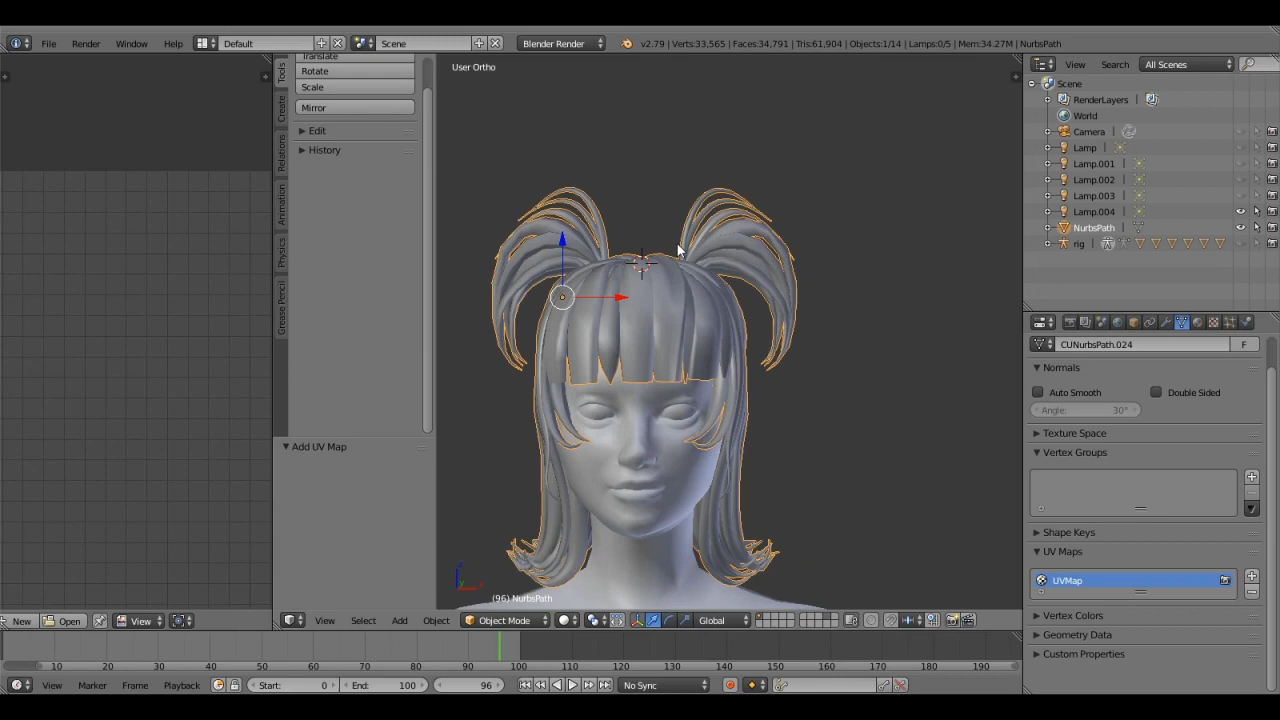 File Render Window Help Default Scene Blender Render v2.79 | Verts:33,565 | Faces:34,791 | Tris:61,904 | Objects:1/14 | Lamps:0/5 | Mem:34.27M | NurbsPath
Translate
Rotate
Scale
Mirror
Edit
History
Tools
Create
Relations
Animation
Physics
Grease Pencil
Add UV Map
User Ortho
(96) NurbsPath
View Search All Scenes
Scene
RenderLayers
World
Camera
Lamp
Lamp.001
Lamp.002
Lamp.003
Lamp.004
NurbsPath
rig
CUNurbsPath.024 F
Normals
Auto Smooth Double Sided
Angle: 30°
Texture Space
Vertex Groups
Shape Keys
UV Maps
UVMap
Vertex Colors
Geometry Data
Custom Properties
New Open View View Select Add Object Object Mode Global
10 20 30 40 50 60 70 80 90 100 110 120 130 140 150 160 170 180 190
View Marker Frame Playback Start: 0 End: 100 96 No Sync